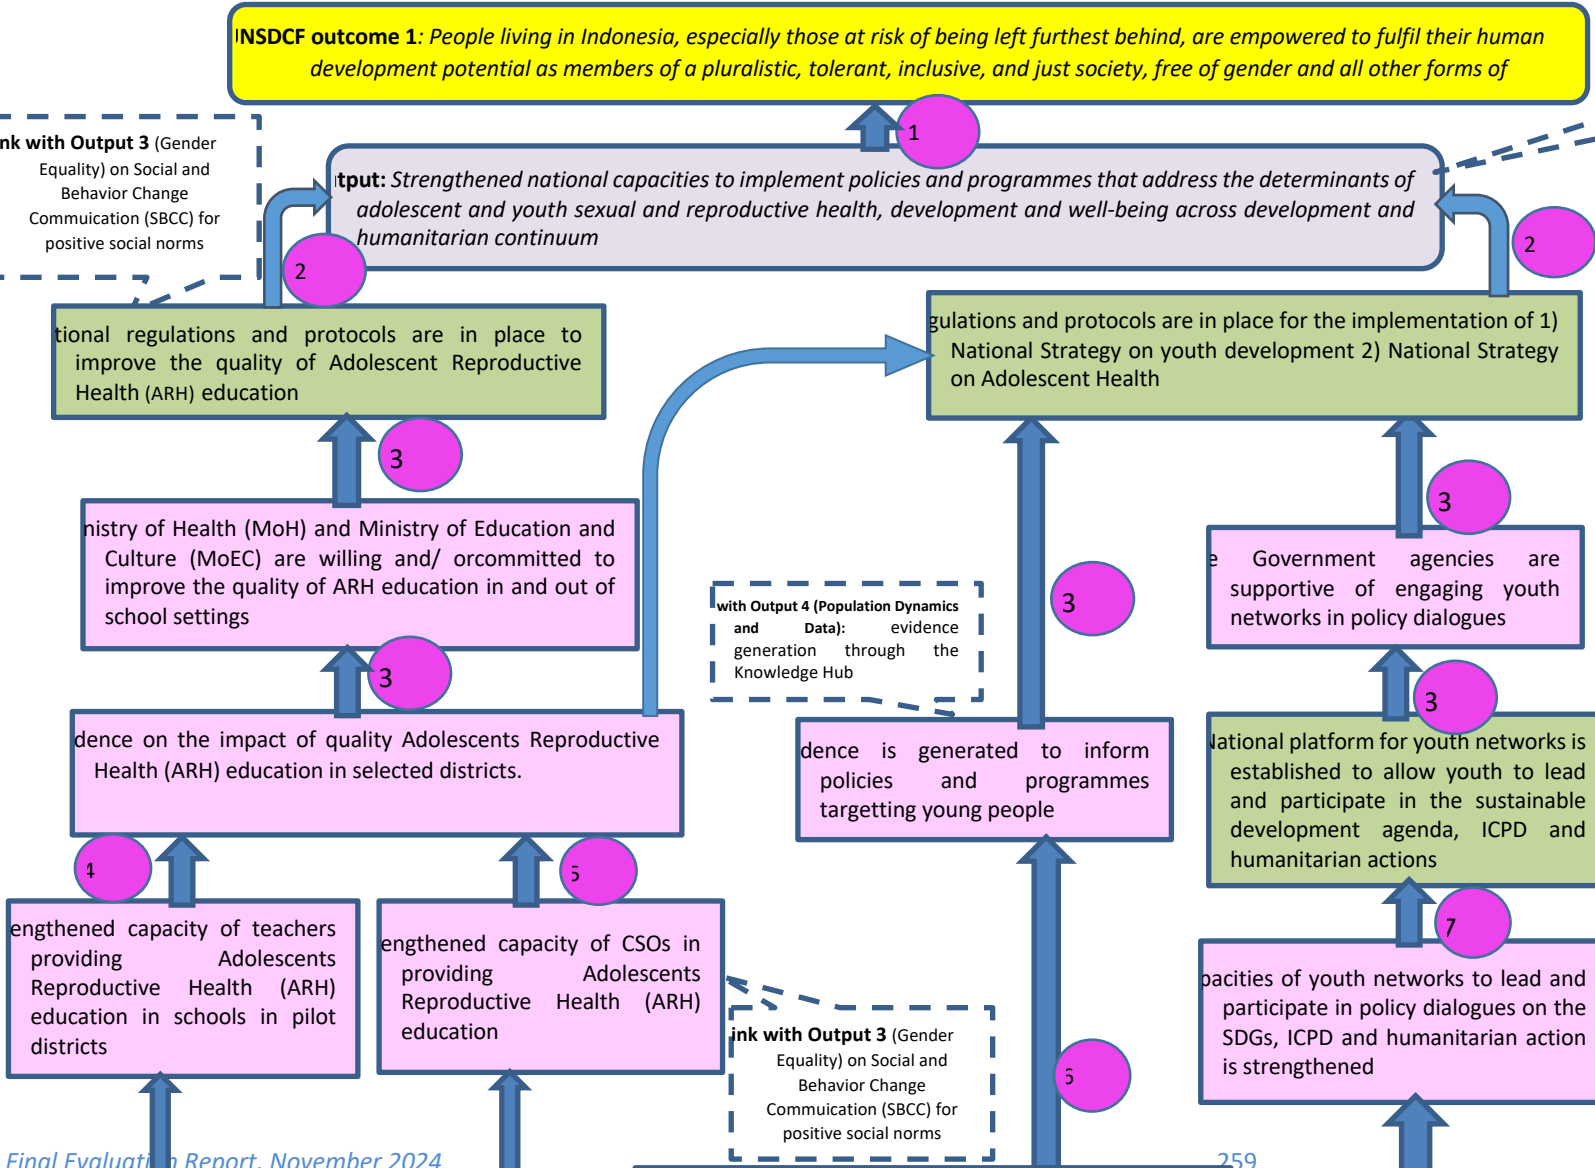 NSDCF outcome 1: People living in Indonesia, especially those at risk of being left furthest behind, are empowered to fulfil their human
development potential as members of a pluralistic, tolerant, inclusive, and just society, free of gender and all other forms of
1
nk with Output 3 (Gender
Equality) on Social and
Behavior Change
Commuication (SBCC) for
positive social norms
tput: Strengthened national capacities to implement policies and programmes that address the determinants of
adolescent and youth sexual and reproductive health, development and well-being across development and
humanitarian continuum
2
2
tional regulations and protocols are in place to
improve the quality of Adolescent Reproductive
Health (ARH) education
gulations and protocols are in place for the implementation of 1)
National Strategy on youth development 2) National Strategy
on Adolescent Health
3
3
3
nistry of Health (MoH) and Ministry of Education and
Culture (MoEC) are willing and/ orcommitted to
improve the quality of ARH education in and out of
school settings
e Government agencies are
supportive of engaging youth
networks in policy dialogues
with Output 4 (Population Dynamics
and Data): evidence
generation through the
Knowledge Hub
3
3
dence on the impact of quality Adolescents Reproductive
Health (ARH) education in selected districts.
dence is generated to inform
policies and programmes
targetting young people
National platform for youth networks is
established to allow youth to lead
and participate in the sustainable
development agenda, ICPD and
humanitarian actions
4
5
7
engthened capacity of teachers
providing Adolescents
Reproductive Health (ARH)
education in schools in pilot
districts
engthened capacity of CSOs in
providing Adolescents
Reproductive Health (ARH)
education
pacities of youth networks to lead and
participate in policy dialogues on the
SDGs, ICPD and humanitarian action
is strengthened
ink with Output 3 (Gender
Equality) on Social and
Behavior Change
Commuication (SBCC) for
positive social norms
6
Final Evaluation Report, November 2024
259